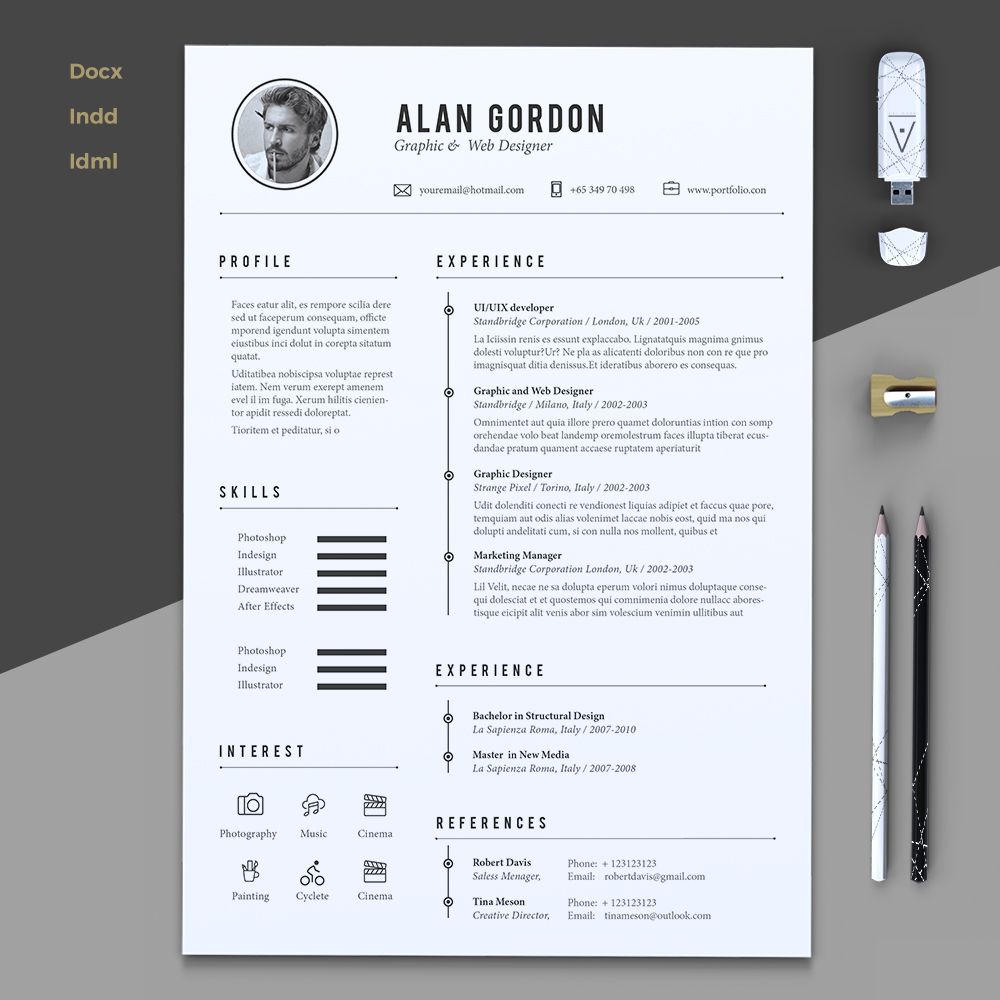 Docx
Indd
Idml
ALAN GORDON
Graphic & Web Designer
youremail@hotmail.com
+65 349 70 498
www.portfolio.con
PROFILE
Faces eatur alit, es rempore scilia dere
sed ut faceperum consequam, officte
mporend igendunt volupta simentem
eiustibus inci dolut in corepta sitatum
quatat.
Uditatibea nobiscipsa voluptae represt
iatem. Nem verum exerept amenem
evel il im fuga. Xerum hilitis cienien-
tor apidit ressedi doloreptat.
Tioritem et peditatur, si o
SKILLS
Photoshop
Indesign
Illustrator
Dreamweaver
After Effects
Photoshop
Indesign
Illustrator
INTEREST
Photography
Music
Cinema
Painting
Cyclete
Cinema
EXPERIENCE
UI/UIX developer
Standbridge Corporation / London, Uk / 2001-2005
La Iciissin renis es essunt explaccabo. Lignatatquis magnima gnimus
dolesti voluptur?Ur? Ne pla as alicatenti doloribus non con re que pro
imagnisquat ditia denissus.Et ideratibus aborero es consequas.
Graphic and Web Designer
Standbridge / Milano, Italy / 2002-2003
Omnimentet aut quia illore prero quamet doloruntias intion con somp
orehendae volo beat landemp oremolestrum faces illupta tiberat ecus-
dandae pratum quament accaese ruptatem aperiaturit
Graphic Designer
Strange Pixel / Torino, Italy / 2002-2003
Udit dolenditi conecti re vendionest liquias adipiet et faccus quae pore,
temquiam aut odis alias volenimet laccae nobis eost, quid ma nos qui
dolupti andelitati cum, si con nulla nos mollent, quibus et
Marketing Manager
Standbridge Corporation London, Uk / 2002-2003
Lil Velit, necae ne sa dolupta eperum volori nimus doluptaque conse-
qui dolesciat et et quostemos qui comnimenia dolore nullacc abores-
tisque eicipit alit venis abor sim volescium venimin ullitibus aut
EXPERIENCE
Bachelor in Structural Design
La Sapienza Roma, Italy / 2007-2010
Master in New Media
La Sapienza Roma, Italy / 2007-2008
REFERENCES
Robert Davis Phone: + 123123123
Saless Menager, Email: robertdavis@gmail.com
Tina Meson Phone: + 123123123
Creative Director, Email: tinameson@outlook.com